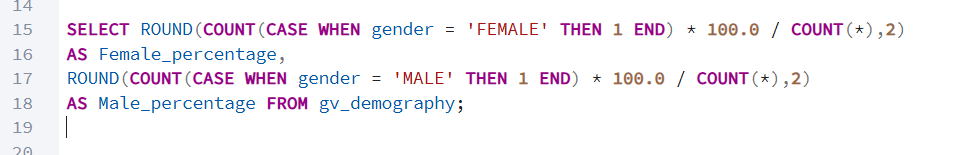 14
15 SELECT ROUND(COUNT(CASE WHEN gender = 'FEMALE' THEN 1 END) * 100.0 / COUNT(*),2)
16 AS Female_percentage,
17 ROUND(COUNT(CASE WHEN gender = 'MALE' THEN 1 END) * 100.0 / COUNT(*),2)
18 AS Male_percentage FROM gv_demography;
19
20